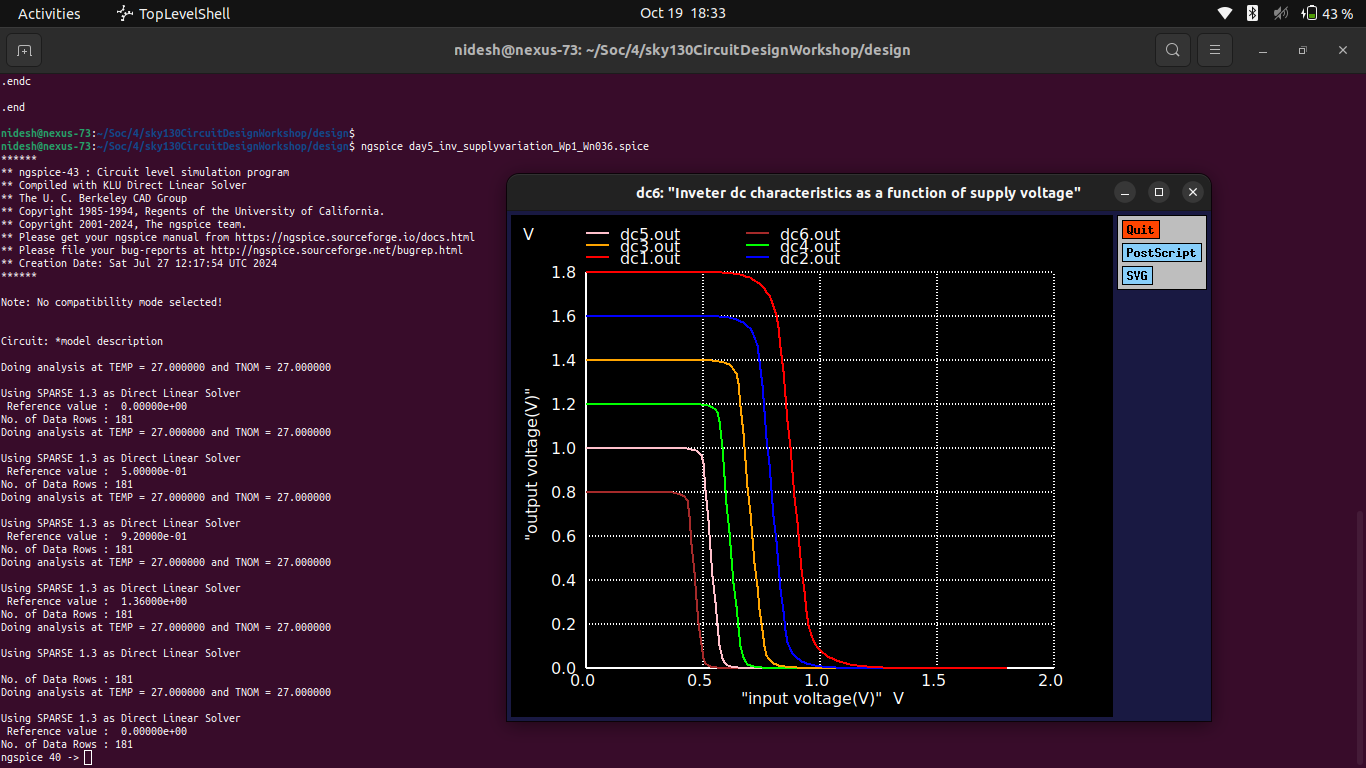 Activities TopLevelShell Oct 19 18:33 43 %
nidesh@nexus-73: ~/Soc/4/sky130CircuitDesignWorkshop/design
.endc
.end
nidesh@nexus-73:~/Soc/4/sky130CircuitDesignWorkshop/design$
nidesh@nexus-73:~/Soc/4/sky130CircuitDesignWorkshop/design$ ngspice day5_inv_supplyvariation_Wp1_Wn036.spice
******
** ngspice-43 : Circuit level simulation program
** Compiled with KLU Direct Linear Solver
** The U. C. Berkeley CAD Group
** Copyright 1985-1994, Regents of the University of California.
** Copyright 2001-2024, The ngspice team.
** Please get your ngspice manual from https://ngspice.sourceforge.io/docs.html
** Please file your bug-reports at http://ngspice.sourceforge.net/bugrep.html
** Creation Date: Sat Jul 27 12:17:54 UTC 2024
******
Note: No compatibility mode selected!
Circuit: *model description
Doing analysis at TEMP = 27.000000 and TNOM = 27.000000
Using SPARSE 1.3 as Direct Linear Solver
Reference value : 0.00000e+00
No. of Data Rows : 181
Doing analysis at TEMP = 27.000000 and TNOM = 27.000000
Using SPARSE 1.3 as Direct Linear Solver
Reference value : 5.00000e-01
No. of Data Rows : 181
Doing analysis at TEMP = 27.000000 and TNOM = 27.000000
Using SPARSE 1.3 as Direct Linear Solver
Reference value : 9.20000e-01
No. of Data Rows : 181
Doing analysis at TEMP = 27.000000 and TNOM = 27.000000
Using SPARSE 1.3 as Direct Linear Solver
Reference value : 1.36000e+00
No. of Data Rows : 181
Doing analysis at TEMP = 27.000000 and TNOM = 27.000000
Using SPARSE 1.3 as Direct Linear Solver
No. of Data Rows : 181
Doing analysis at TEMP = 27.000000 and TNOM = 27.000000
Using SPARSE 1.3 as Direct Linear Solver
Reference value : 0.00000e+00
No. of Data Rows : 181
ngspice 40 ->
dc6: "Inveter dc characteristics as a function of supply voltage"
V
dc5.out dc6.out
dc3.out dc4.out
dc1.out dc2.out
Quit
PostScript
SVG
1.8
1.6
1.4
1.2
1.0
0.8
0.6
0.4
0.2
0.0
"output voltage(V)"
0.0 0.5 1.0 1.5 2.0
"input voltage(V)" V